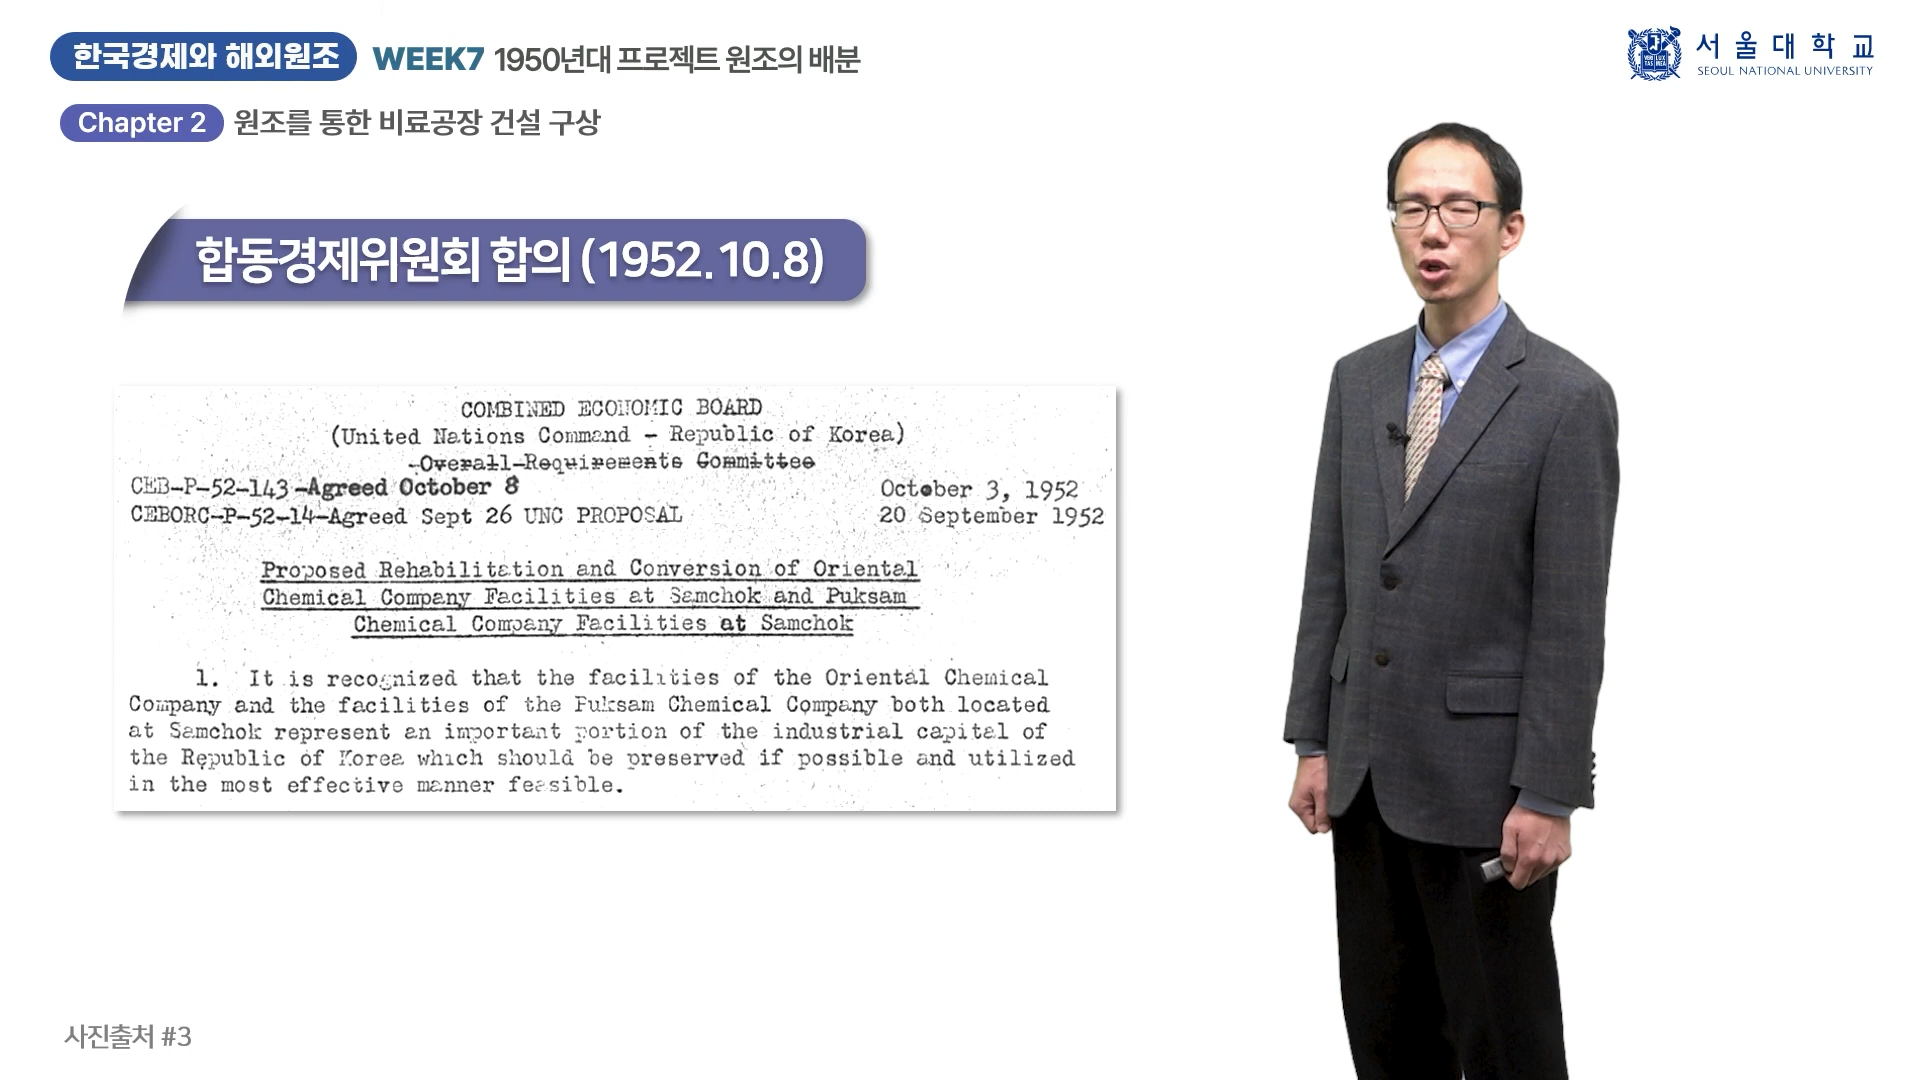 한국경제와 해외원조 WEEK7 1950년대 프로젝트 원조의 배분
서울대학교
SEOUL NATIONAL UNIVERSITY
Chapter 2 원조를 통한 비료공장 건설 구상
합동경제위원회 합의 (1952.10.8)
COMBINED ECONOMIC BOARD
(United Nations Command - Republic of Korea)
-Overall-Requirements Committee
CEB-P-52-143-Agreed October 8 October 3, 1952
CEBORC-P-52-14-Agreed Sept 26 UNC PROPOSAL 20 September 1952
Proposed Rehabilitation and Conversion of Oriental
Chemical Company Facilities at Samchok and Puksam
Chemical Company Facilities at Samchok
1. It is recognized that the facilities of the Oriental Chemical
Company and the facilities of the Puksam Chemical Company both located
at Samchok represent an important portion of the industrial capital of
the Republic of Korea which should be preserved if possible and utilized
in the most effective manner feasible.
사진출처 #3